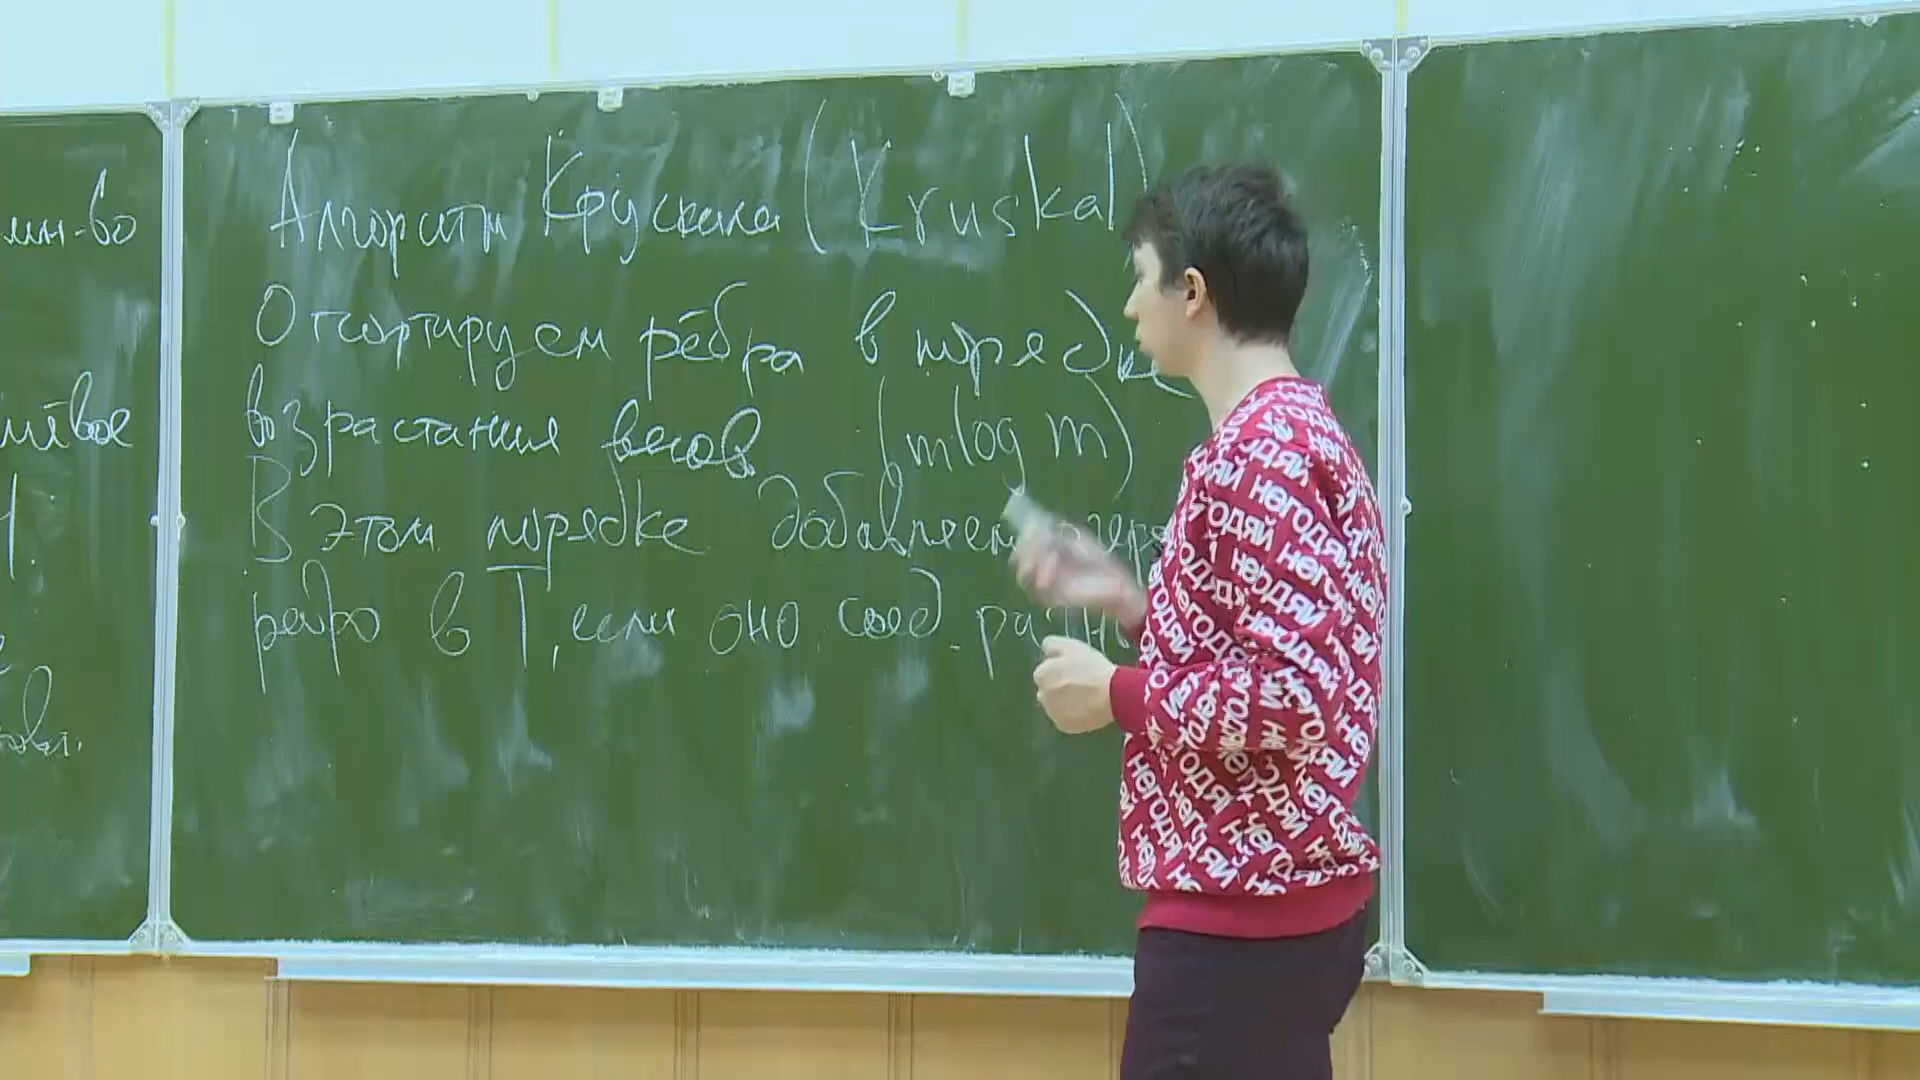 мн-во
Алгоритм Крускала (Kruskal)
Отсортируем рёбра в порядке
возрастания весов (m log m)
В этом порядке добавляем
ребро в T, если оно соед.
негодяй